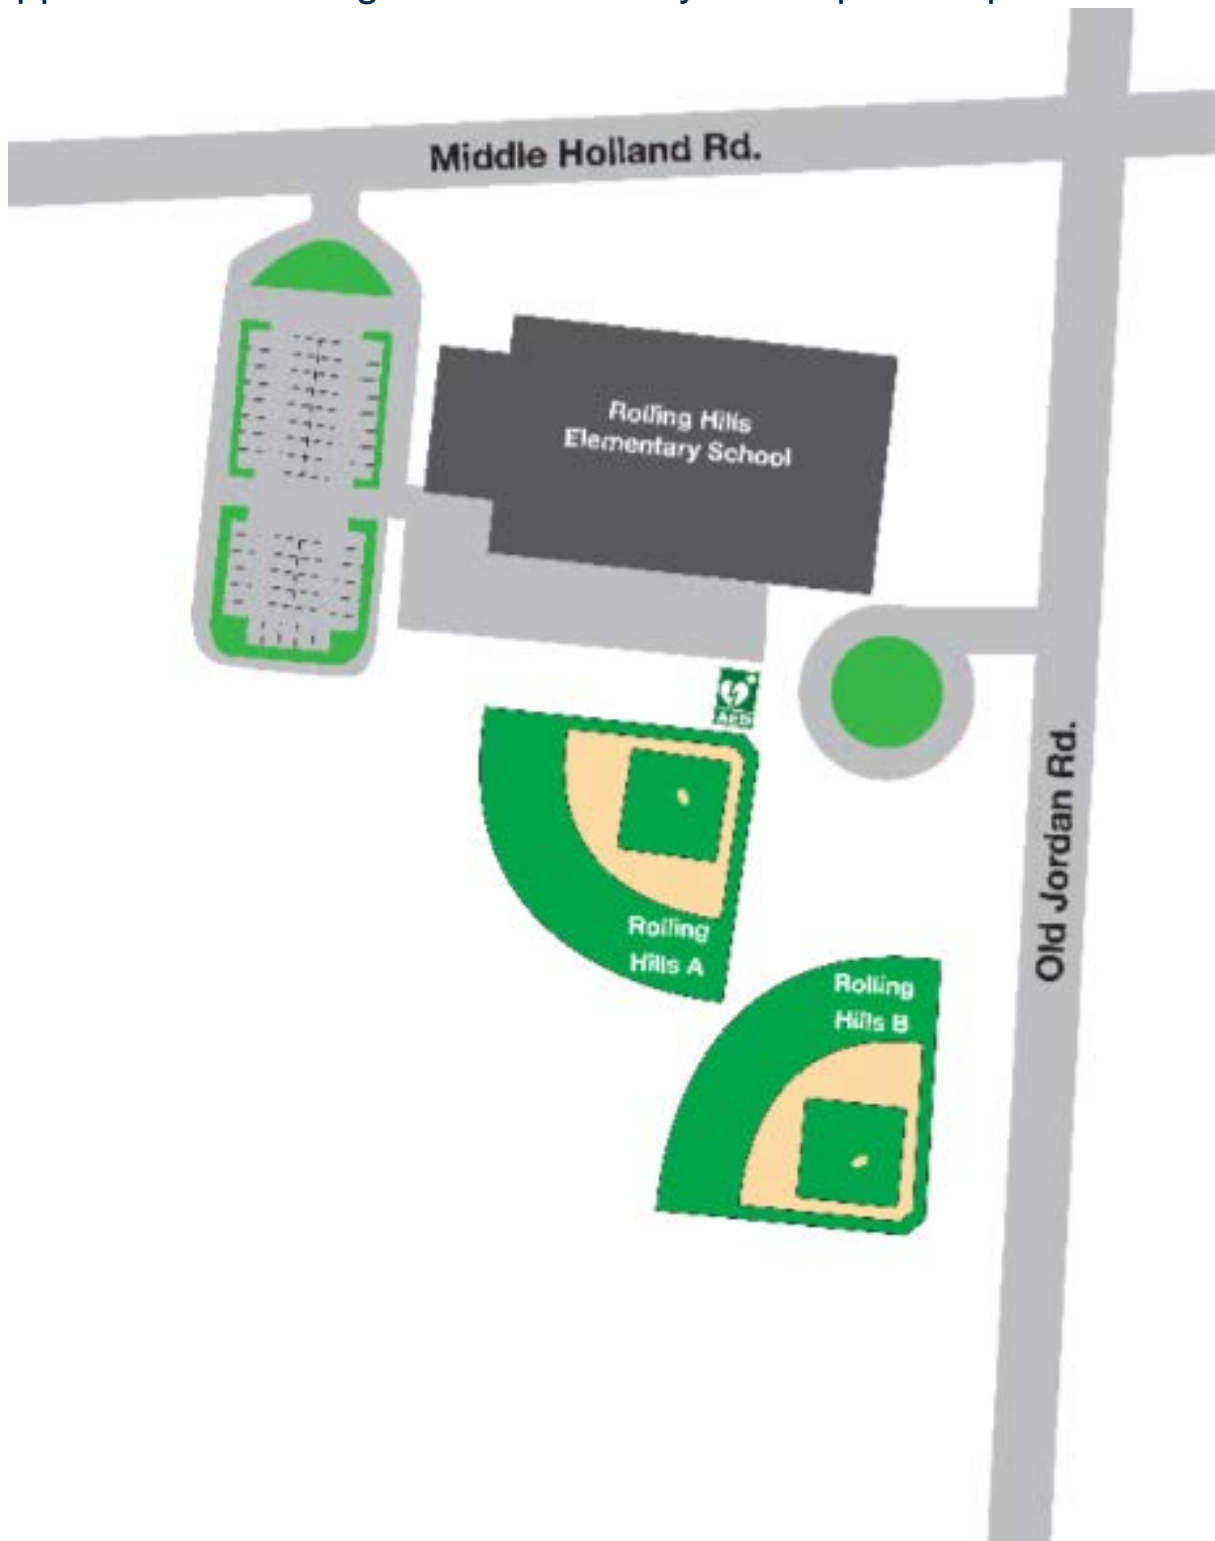 Middle Holland Rd.
Rolling Hills
Elementary School
AED
Old Jordan Rd.
Rolling
Hills A
Rolling
Hills B